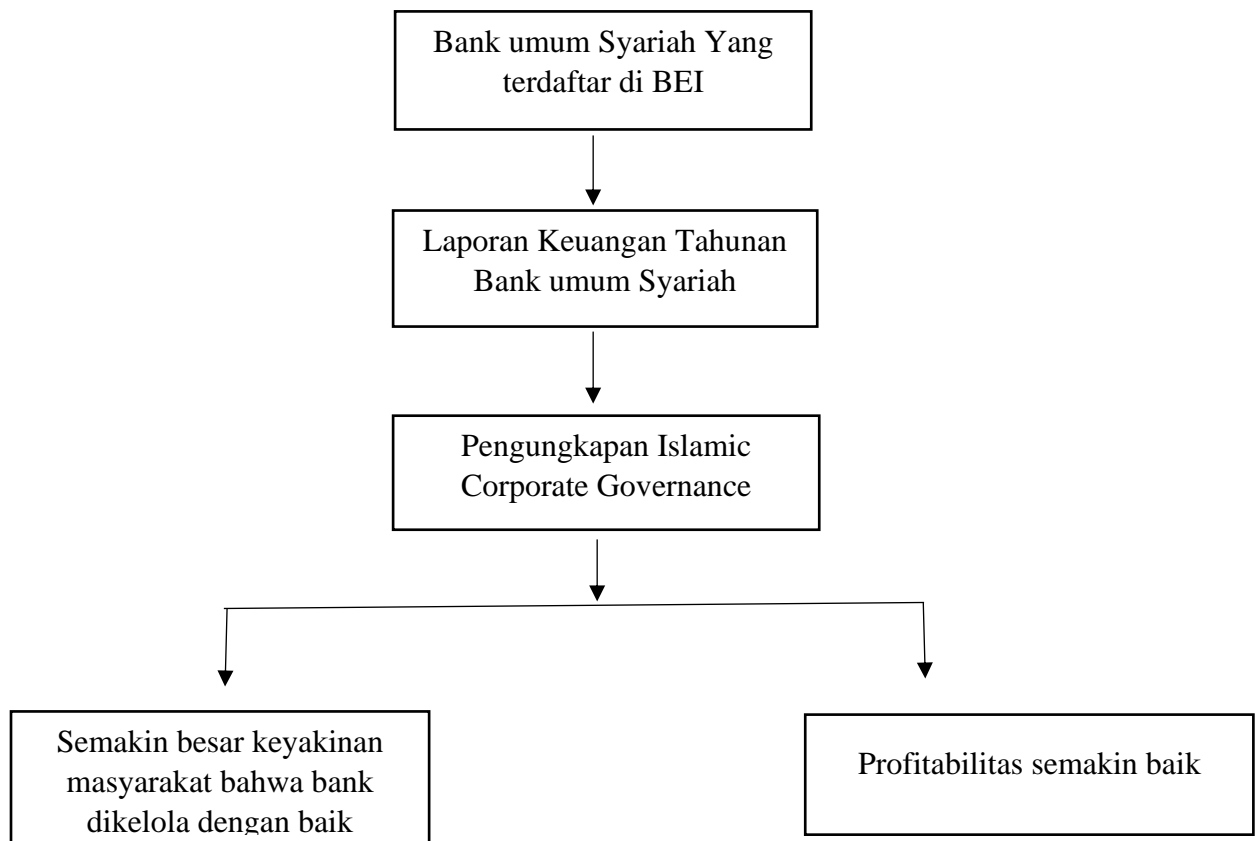 Bank umum Syariah Yang
terdaftar di BEI
Laporan Keuangan Tahunan
Bank umum Syariah
Pengungkapan Islamic
Corporate Governance
Semakin besar keyakinan
masyarakat bahwa bank
dikelola dengan baik
Profitabilitas semakin baik